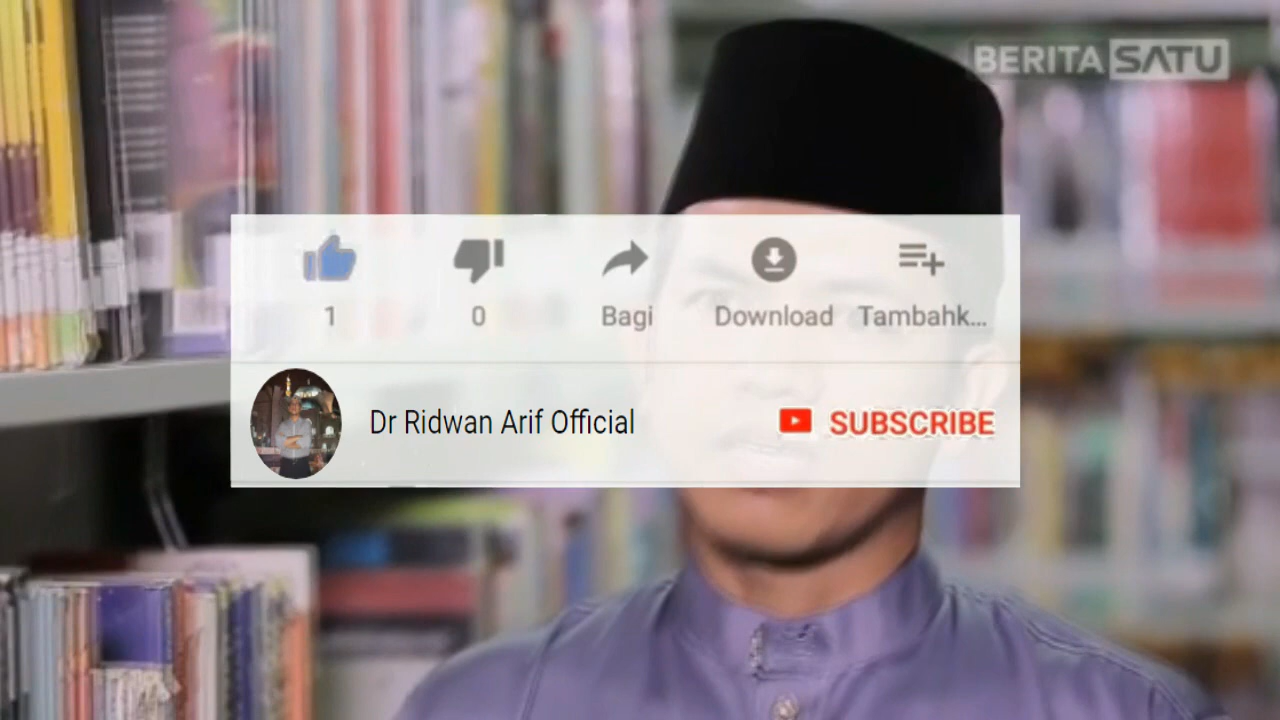 BERITA SATU
1
0
Bagi
Download
Tambahk...
Dr Ridwan Arif Official
SUBSCRIBE